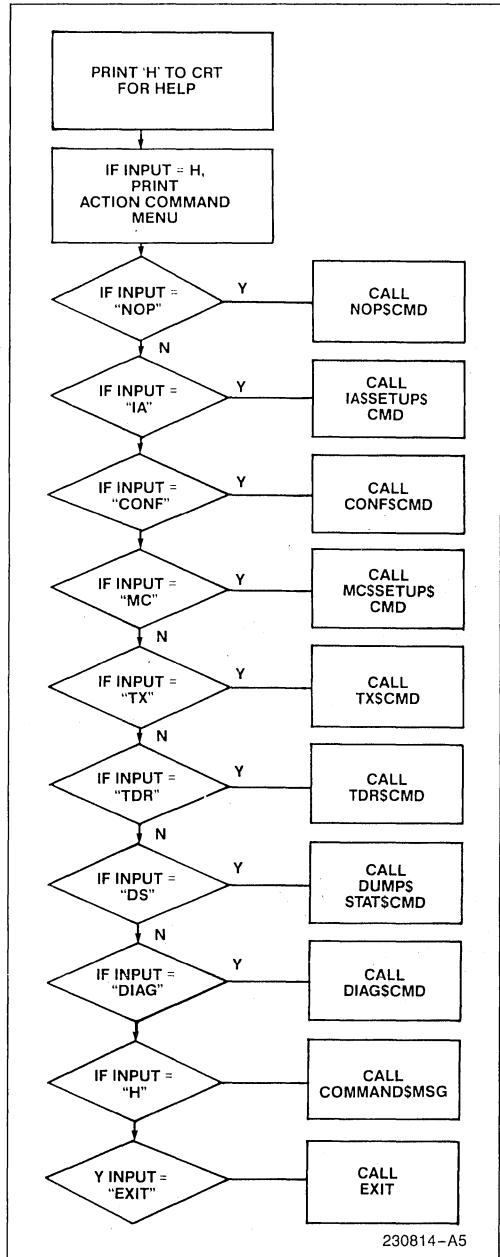 PRINT 'H' TO CRT
FOR HELP
IF INPUT = H,
PRINT
ACTION COMMAND
MENU
IF INPUT =
"NOP"
Y
CALL
NOP$CMD
N
IF INPUT =
"IA"
Y
CALL
IA$SETUP$
CMD
IF INPUT =
"CONF"
Y
CALL
CONF$CMD
IF INPUT =
"MC"
Y
CALL
MC$SETUP$
CMD
N
IF INPUT =
"TX"
Y
CALL
TX$CMD
N
IF INPUT =
"TDR"
Y
CALL
TDR$CMD
N
IF INPUT =
"DS"
Y
CALL
DUMP$
STAT$CMD
N
IF INPUT =
"DIAG"
Y
CALL
DIAG$CMD
IF INPUT =
"H"
CALL
COMMAND$MSG
Y INPUT =
"EXIT"
CALL
EXIT
230814-A5